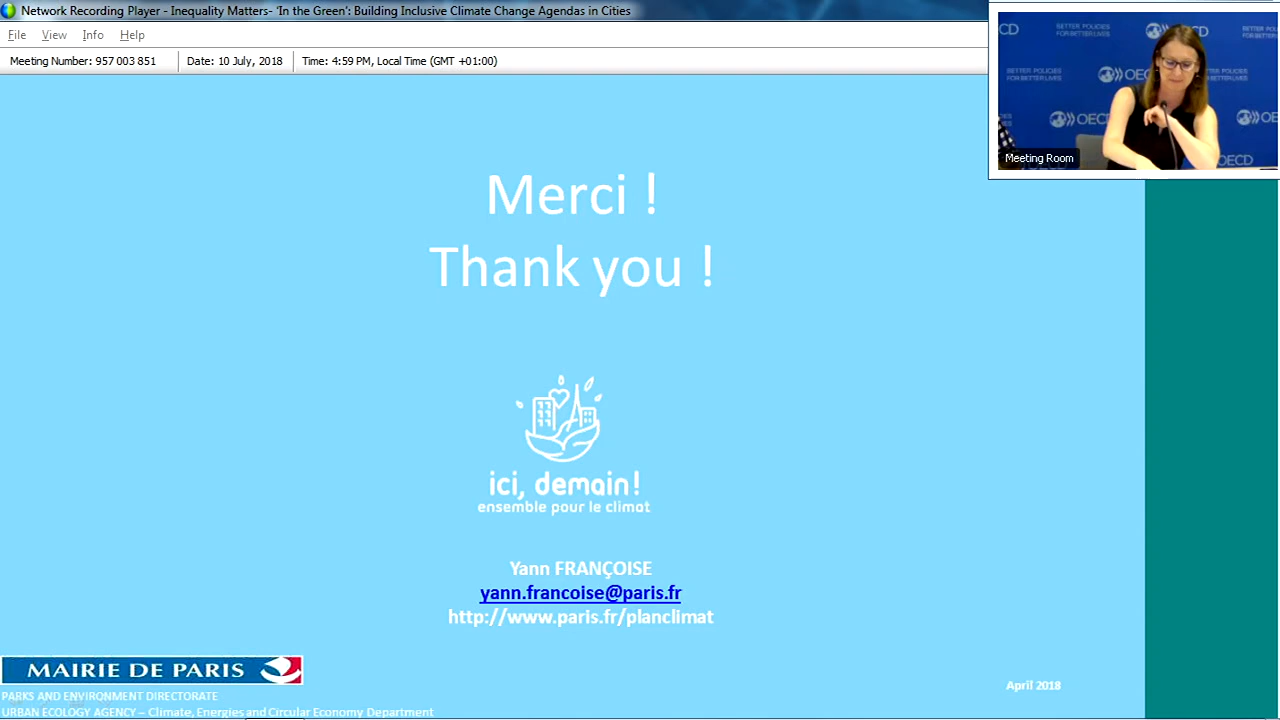 Network Recording Player - Inequality Matters- ‘In the Green’: Building Inclusive Climate Change Agendas in Cities
File View Info Help
Meeting Number: 957 003 851 Date: 10 July, 2018 Time: 4:59 PM, Local Time (GMT +01:00)
BETTER POLICIES
FOR BETTER LIVES
OECD
Meeting Room
Merci !
Thank you !
ici, demain!
ensemble pour le climat
Yann FRANÇOISE
yann.francoise@paris.fr
http://www.paris.fr/planclimat
MAIRIE DE PARIS
April 2018
PARKS AND ENVIRONMENT DIRECTORATE
URBAN ECOLOGY AGENCY – Climate, Energies and Circular Economy Department